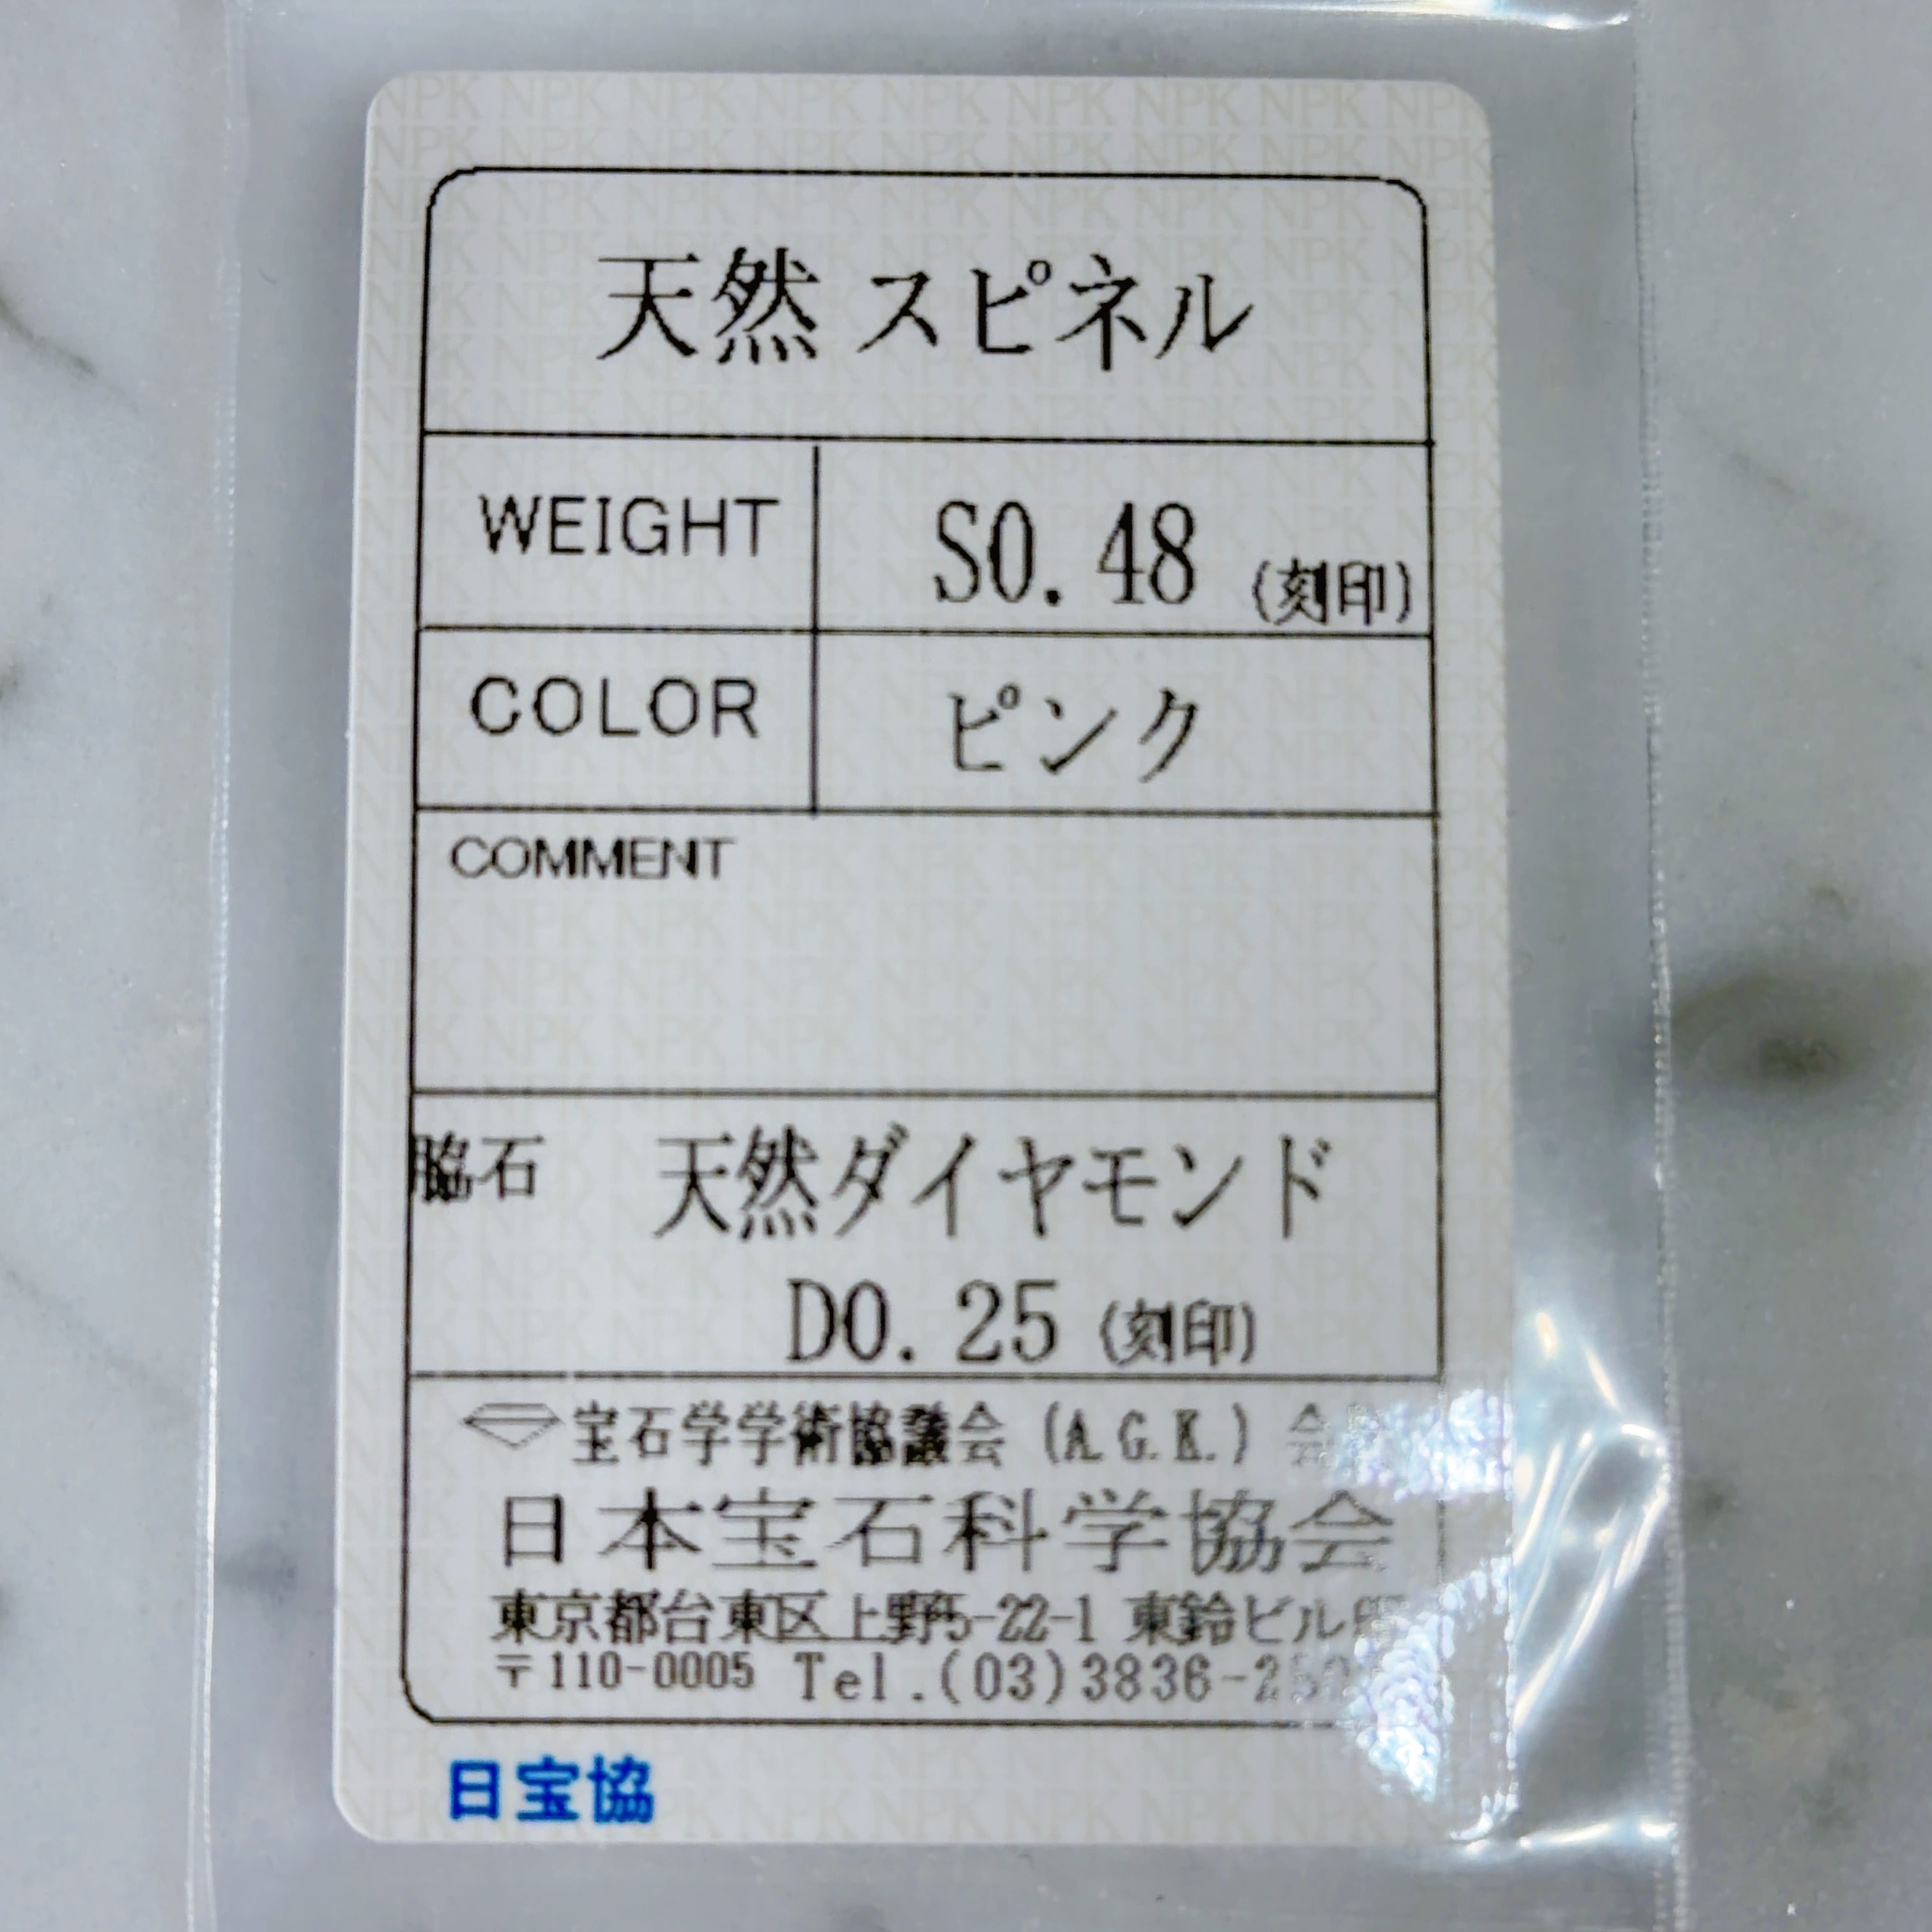 天然 スピネル
WEIGHT S0.48 (刻印)
COLOR ピンク
COMMENT
脇石 天然ダイヤモンド
D0.25 (刻印)
宝石学学術協議会 (A.G.K.)
日本宝石科学協会
東京都台東区上野5-22-1 東鈴ビル
〒110-0005 Tel.(03)3836-
日宝協